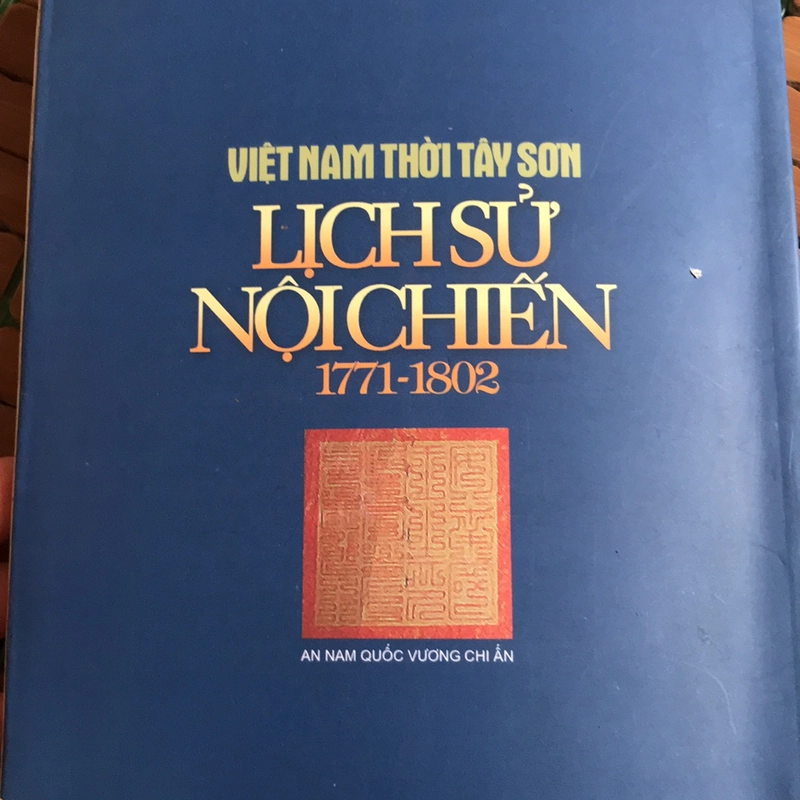 VIỆT NAM THỜI TÂY SƠN
LỊCH SỬ
NỘI CHIẾN
1771-1802
AN NAM QUỐC VƯƠNG CHI ẤN